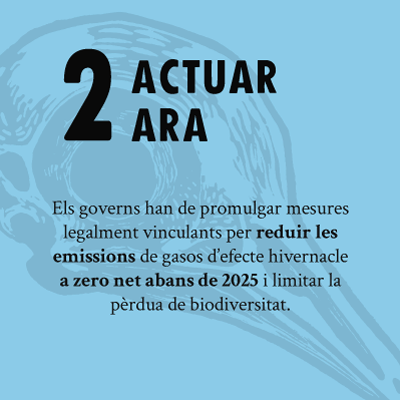 2 ACTUAR
ARA
Els governs han de promulgar mesures
legalment vinculants per reduir les
emissions de gasos d'efecte hivernacle
a zero net abans de 2025 i limitar la
pèrdua de biodiversitat.